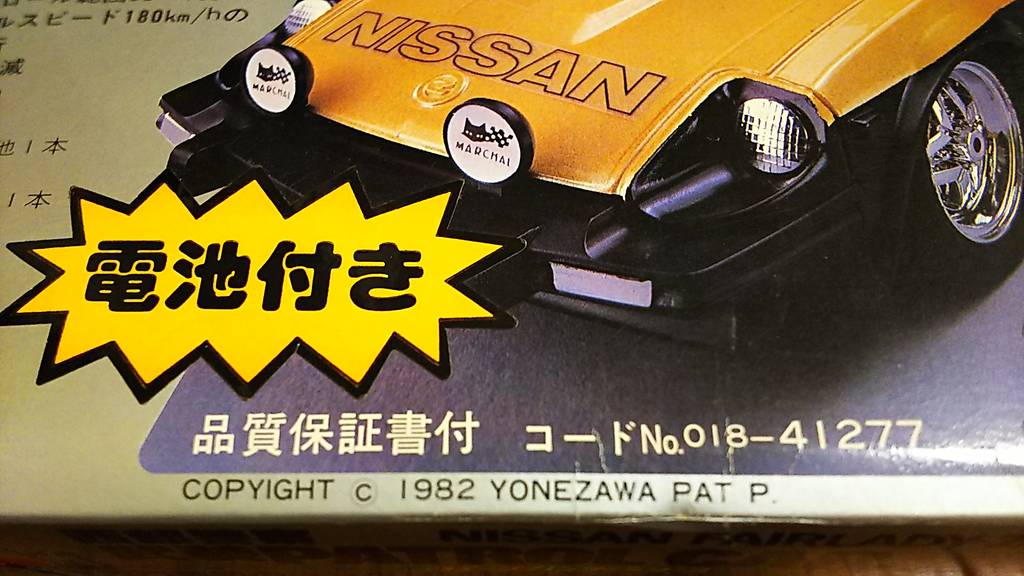 ルスピード180km/hの
減
池1本
1本
NISSAN
MARCHAL
MARCHAL
電池付き
品質保証書付 コードNo.018-41277
COPYIGHT © 1982 YONEZAWA PAT P.
NISSAN FAIRLADY